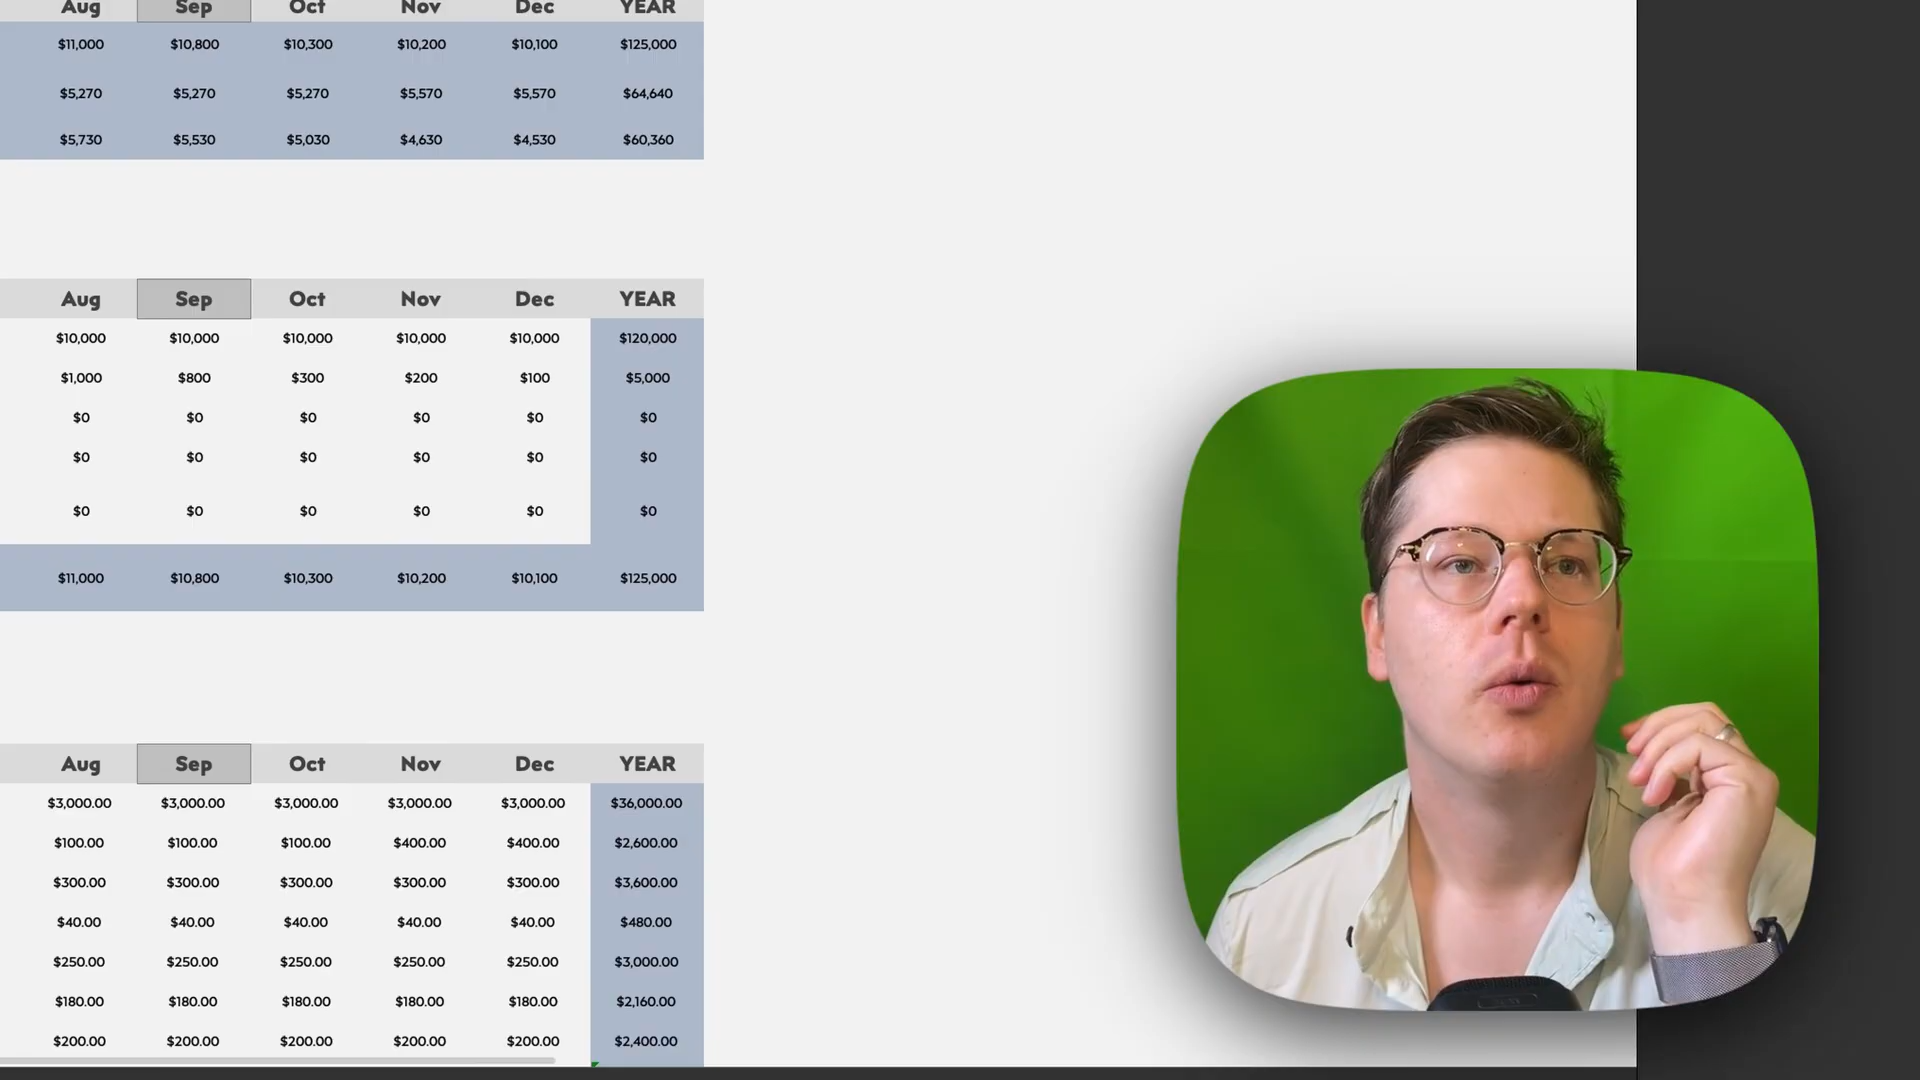 Aug Sep Oct Nov Dec YEAR
$11,000 $10,800 $10,300 $10,200 $10,100 $125,000
$5,270 $5,270 $5,270 $5,570 $5,570 $64,640
$5,730 $5,530 $5,030 $4,630 $4,530 $60,360
Aug Sep Oct Nov Dec YEAR
$10,000 $10,000 $10,000 $10,000 $10,000 $120,000
$1,000 $800 $300 $200 $100 $5,000
$0 $0 $0 $0 $0 $0
$0 $0 $0 $0 $0 $0
$0 $0 $0 $0 $0 $0
$11,000 $10,800 $10,300 $10,200 $10,100 $125,000
Aug Sep Oct Nov Dec YEAR
$3,000.00 $3,000.00 $3,000.00 $3,000.00 $3,000.00 $36,000.00
$100.00 $100.00 $100.00 $400.00 $400.00 $2,600.00
$300.00 $300.00 $300.00 $300.00 $300.00 $3,600.00
$40.00 $40.00 $40.00 $40.00 $40.00 $480.00
$250.00 $250.00 $250.00 $250.00 $250.00 $3,000.00
$180.00 $180.00 $180.00 $180.00 $180.00 $2,160.00
$200.00 $200.00 $200.00 $200.00 $200.00 $2,400.00